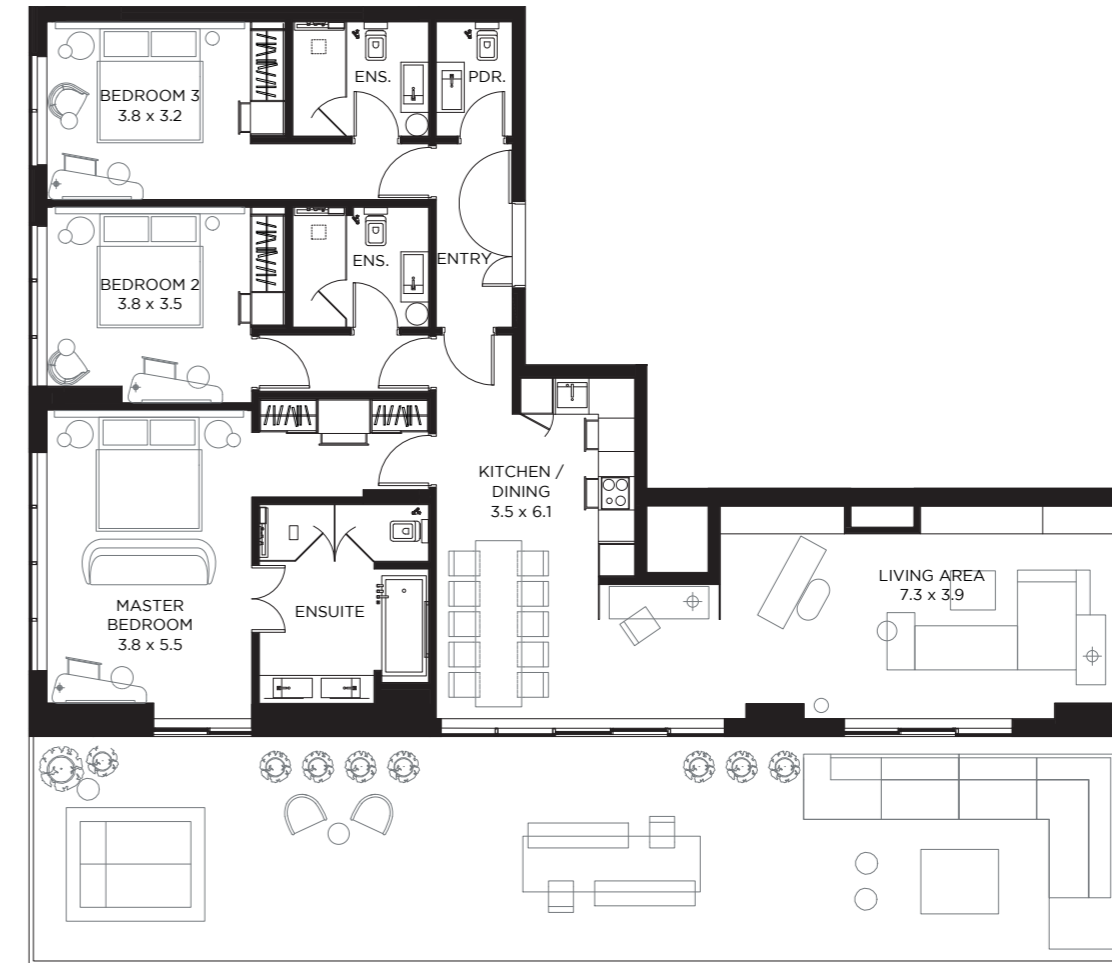 BEDROOM 3
3.8 x 3.2
ENS.
PDR.
BEDROOM 2
3.8 x 3.5
ENS.
ENTRY
KITCHEN /
DINING
3.5 x 6.1
LIVING AREA
7.3 x 3.9
MASTER
BEDROOM
3.8 x 5.5
ENSUITE